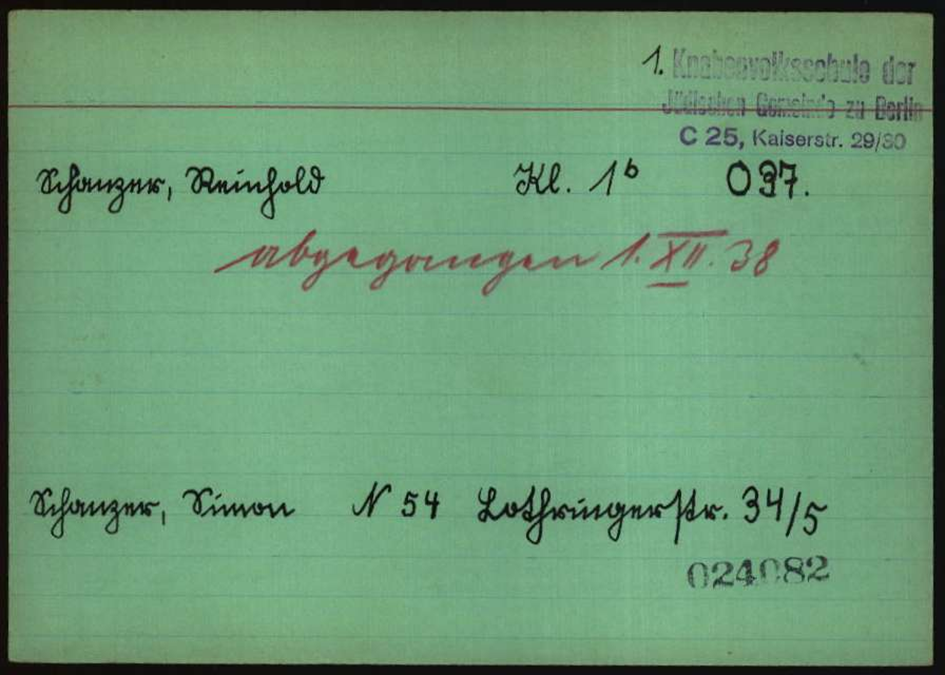 1. Knabenvolksschule der
Jüdischen Gemeinde zu Berlin
C 25, Kaiserstr. 29/30
Schanzer, Reinhold Kl. 1b O37.
abgegangen 1. XII. 38
Schanzer, Simon N 54 Lothringerstr. 34/5
024082